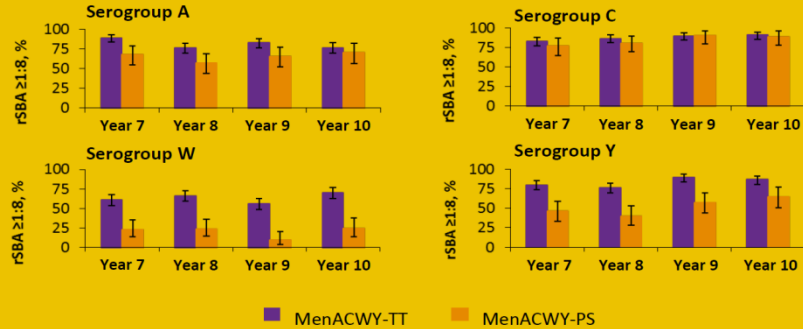 Serogroup A
rSBA ≥1:8, %
100
75
50
25
0
Year 7 Year 8 Year 9 Year 10
Serogroup C
rSBA ≥1:8, %
100
75
50
25
0
Year 7 Year 8 Year 9 Year 10
Serogroup W
rSBA ≥1:8, %
100
75
50
25
0
Year 7 Year 8 Year 9 Year 10
Serogroup Y
rSBA ≥1:8, %
100
75
50
25
0
Year 7 Year 8 Year 9 Year 10
MenACWY-TT MenACWY-PS